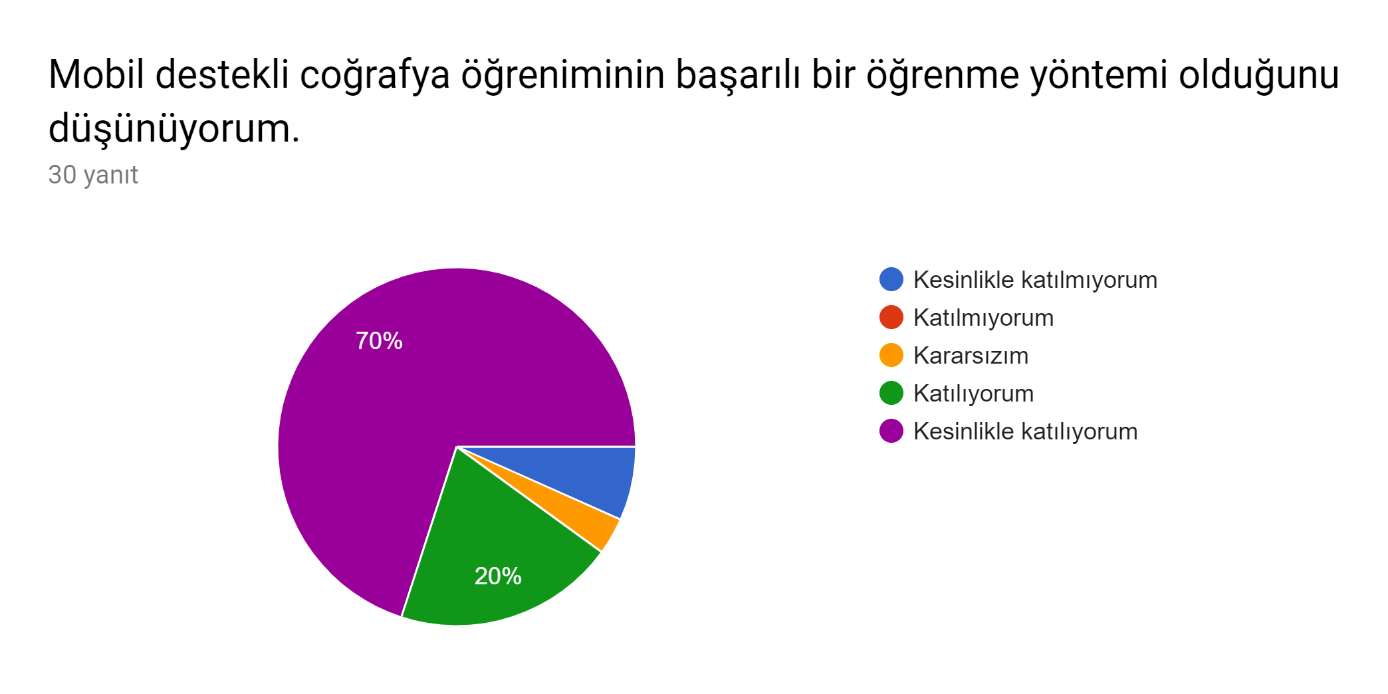 Mobil destekli coğrafya öğreniminin başarılı bir öğrenme yöntemi olduğunu
düşünüyorum.
30 yanıt
70%
20%
Kesinlikle katılmıyorum
Katılmıyorum
Kararsızım
Katılıyorum
Kesinlikle katılıyorum